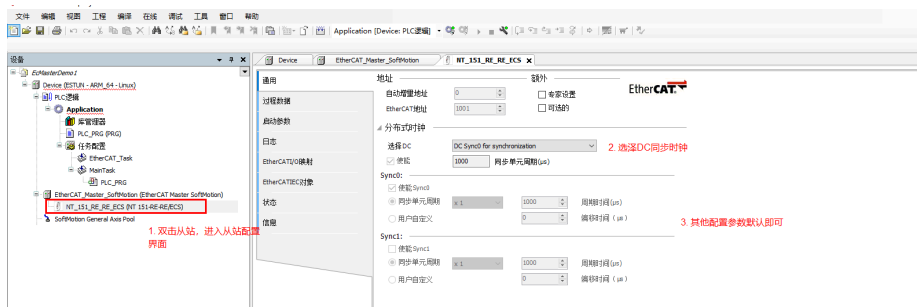 文件 编辑 视图 工程 编译 在线 调试 工具 窗口 帮助
Application [Device: PLC逻辑]
设备
EcMasterDemo1
Device (ESTUN - ARM_64 - Linux)
PLC逻辑
Application
库管理器
PLC_PRG (PRG)
任务配置
EtherCAT_Task
MainTask
PLC_PRG
EtherCAT_Master_SoftMotion (EtherCAT Master SoftMotion)
NT_151_RE_RE_ECS (NT 151-RE-RE/ECS)
SoftMotion General Axis Pool
1. 双击从站，进入从站配置
界面
Device EtherCAT_Master_SoftMotion NT_151_RE_RE_ECS
通用
过程数据
启动参数
日志
EtherCATI/O映射
EtherCATIEC对象
状态
信息
地址 额外
自动增量地址 0 专家设置
EtherCAT地址 1001 可选的
EtherCAT
分布式时钟
选择DC DC Sync0 for synchronization 2. 选择DC同步时钟
使能 1000 同步单元周期(μs)
Sync0:
使能Sync0
同步单元周期 x 1 1000 周期时间(μs)
用户自定义 0 偏移时间(μs) 3. 其他配置参数默认即可
Sync1:
使能Sync1
同步单元周期 x 1 1000 周期时间(μs)
用户自定义 0 偏移时间(μs)